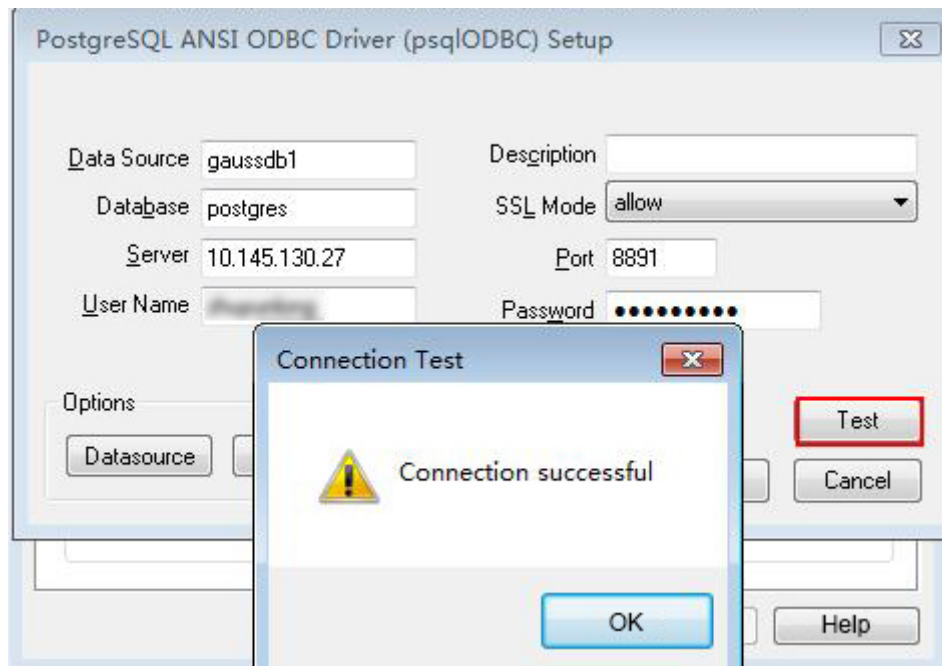 PostgreSQL ANSI ODBC Driver (psqlODBC) Setup
Data Source gaussdb1 Description
Database postgres SSL Mode allow
Server 10.145.130.27 Port 8891
User Name Password •••••••••
Connection Test
Options
Test
Datasource
Connection successful
Cancel
OK
Help